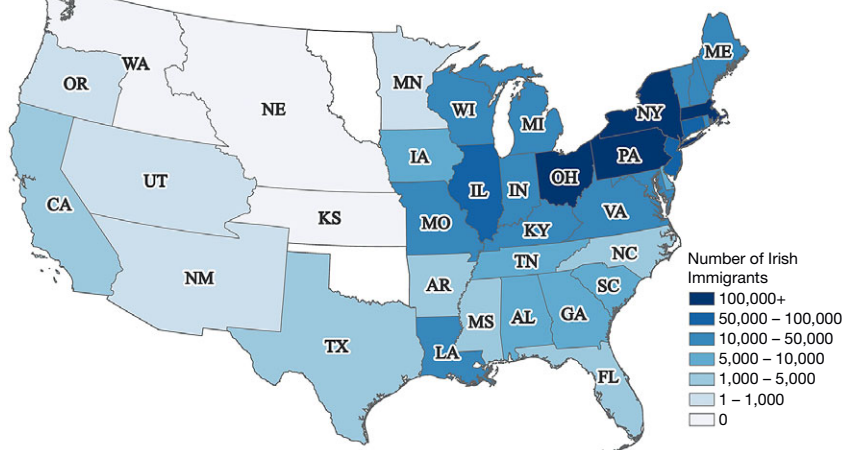 ME
WA
OR
MN
NE
WI
NY
MI
IA
PA
UT
IL
IN
OH
CA
KS
MO
KY
VA
NM
TN
NC
AR
SC
MS
AL
GA
TX
LA
FL
Number of Irish
Immigrants
100,000+
50,000 – 100,000
10,000 – 50,000
5,000 – 10,000
1,000 – 5,000
1 – 1,000
0